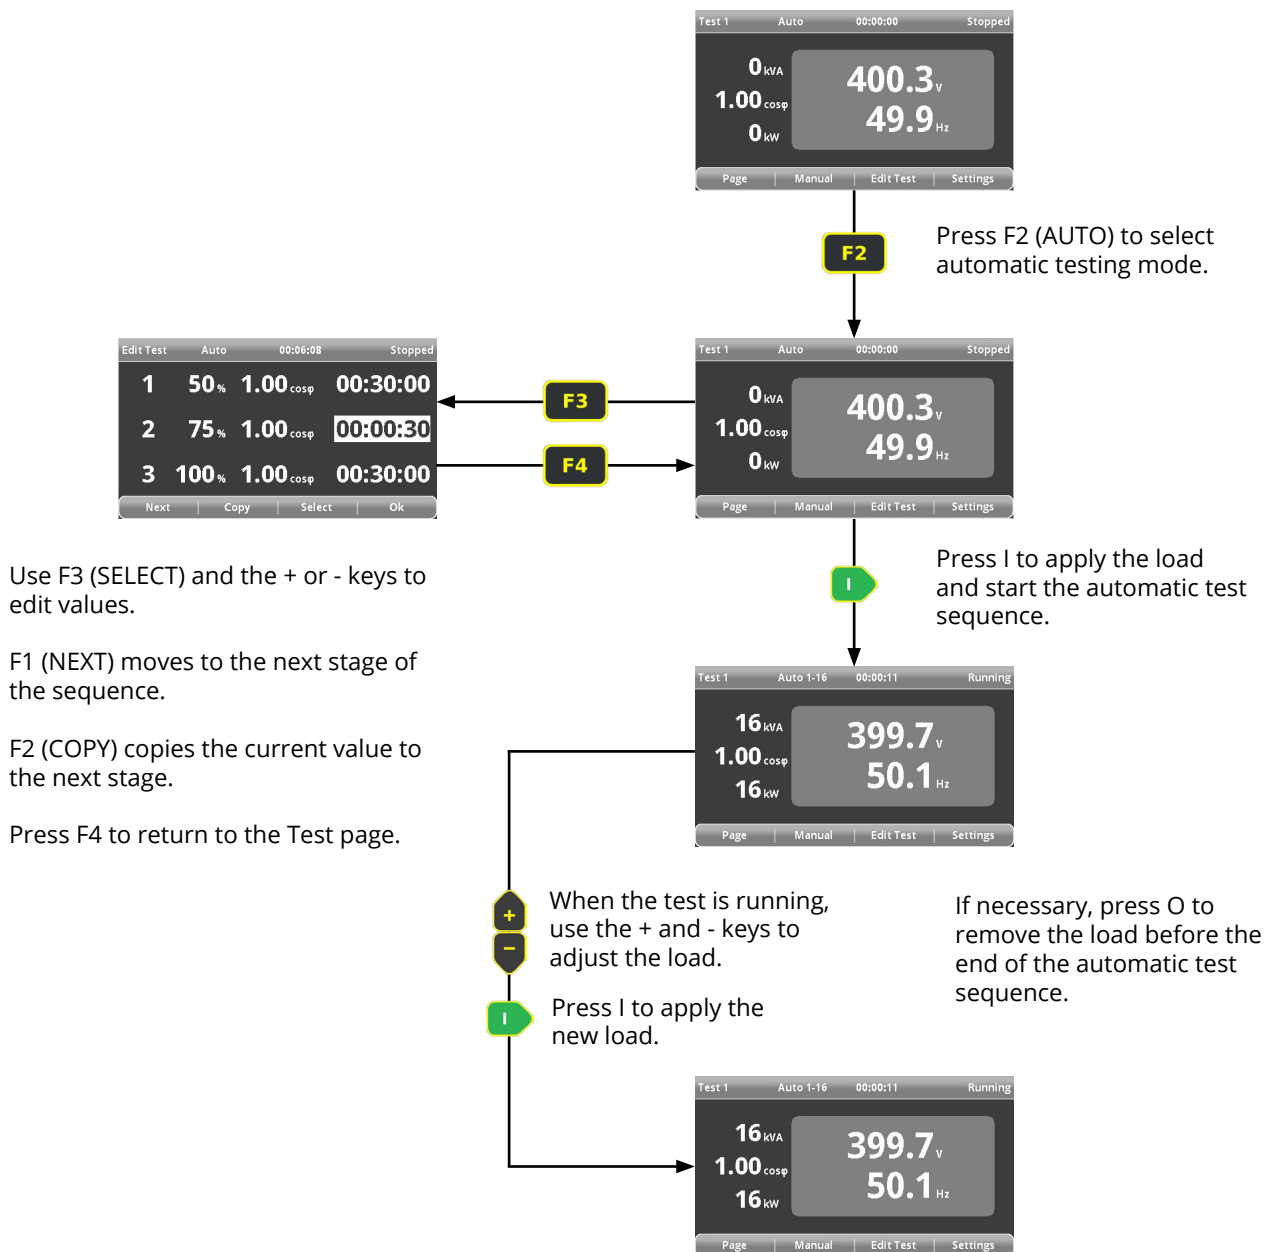 Test 1 Auto 00:00:00 Stopped
0 kVA
400.3 V
1.00 cosφ
49.9 Hz
0 kW
Page Manual Edit Test Settings
F2
Press F2 (AUTO) to select
automatic testing mode.
Edit Test Auto 00:06:08 Stopped
1 50 % 1.00 cosφ 00:30:00
2 75 % 1.00 cosφ 00:00:30
3 100 % 1.00 cosφ 00:30:00
Next Copy Select Ok
F3
F4
Test 1 Auto 00:00:00 Stopped
0 kVA
400.3 V
1.00 cosφ
49.9 Hz
0 kW
Page Manual Edit Test Settings
Use F3 (SELECT) and the + or - keys to
edit values.
F1 (NEXT) moves to the next stage of
the sequence.
F2 (COPY) copies the current value to
the next stage.
Press F4 to return to the Test page.
I
Press I to apply the load
and start the automatic test
sequence.
Test 1 Auto 1-16 00:00:11 Running
16 kVA
399.7 V
1.00 cosφ
50.1 Hz
16 kW
Page Manual Edit Test Settings
+
−
When the test is running,
use the + and - keys to
adjust the load.
I
Press I to apply the
new load.
If necessary, press O to
remove the load before the
end of the automatic test
sequence.
Test 1 Auto 1-16 00:00:11 Running
16 kVA
399.7 V
1.00 cosφ
50.1 Hz
16 kW
Page Manual Edit Test Settings